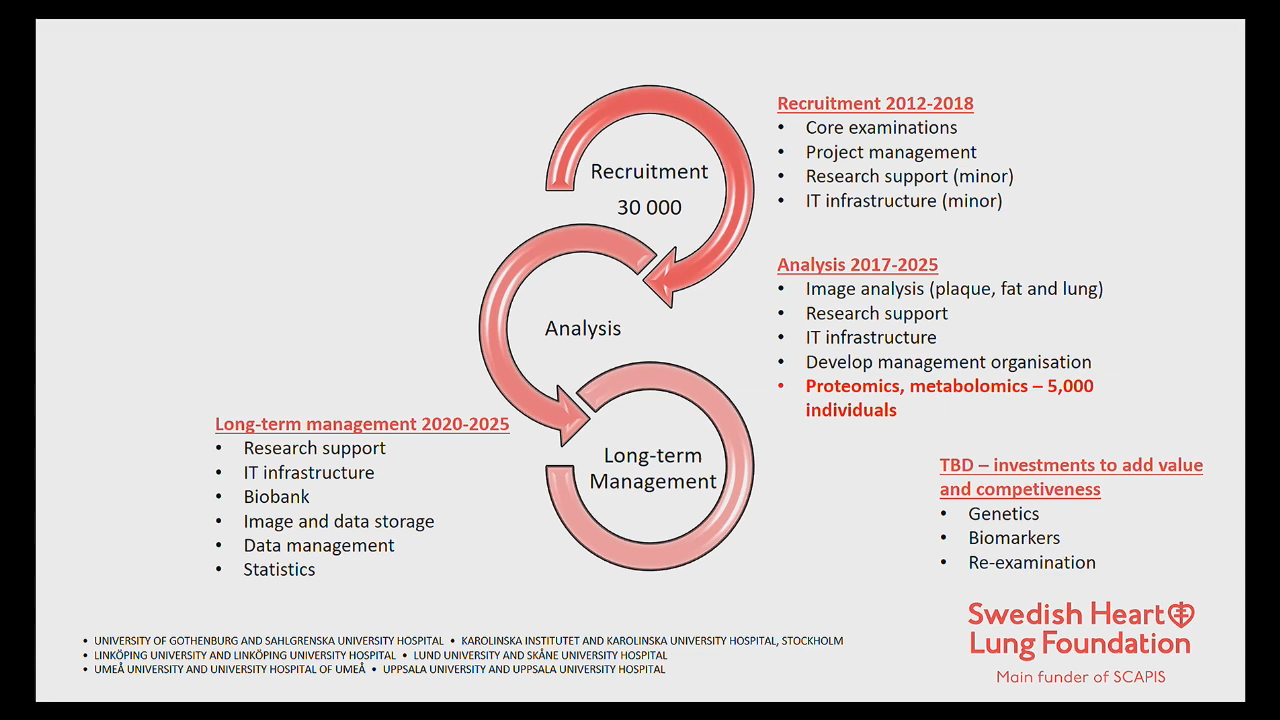 Recruitment
30 000
Analysis
Long-term
Management
Recruitment 2012-2018
• Core examinations
• Project management
• Research support (minor)
• IT infrastructure (minor)
Analysis 2017-2025
• Image analysis (plaque, fat and lung)
• Research support
• IT infrastructure
• Develop management organisation
• Proteomics, metabolomics – 5,000
individuals
Long-term management 2020-2025
• Research support
• IT infrastructure
• Biobank
• Image and data storage
• Data management
• Statistics
TBD – investments to add value
and competiveness
• Genetics
• Biomarkers
• Re-examination
• UNIVERSITY OF GOTHENBURG AND SAHLGRENSKA UNIVERSITY HOSPITAL • KAROLINSKA INSTITUTET AND KAROLINSKA UNIVERSITY HOSPITAL, STOCKHOLM
• LINKÖPING UNIVERSITY AND LINKÖPING UNIVERSITY HOSPITAL • LUND UNIVERSITY AND SKÅNE UNIVERSITY HOSPITAL
• UMEÅ UNIVERSITY AND UNIVERSITY HOSPITAL OF UMEÅ • UPPSALA UNIVERSITY AND UPPSALA UNIVERSITY HOSPITAL
Swedish Heart
Lung Foundation
Main funder of SCAPIS